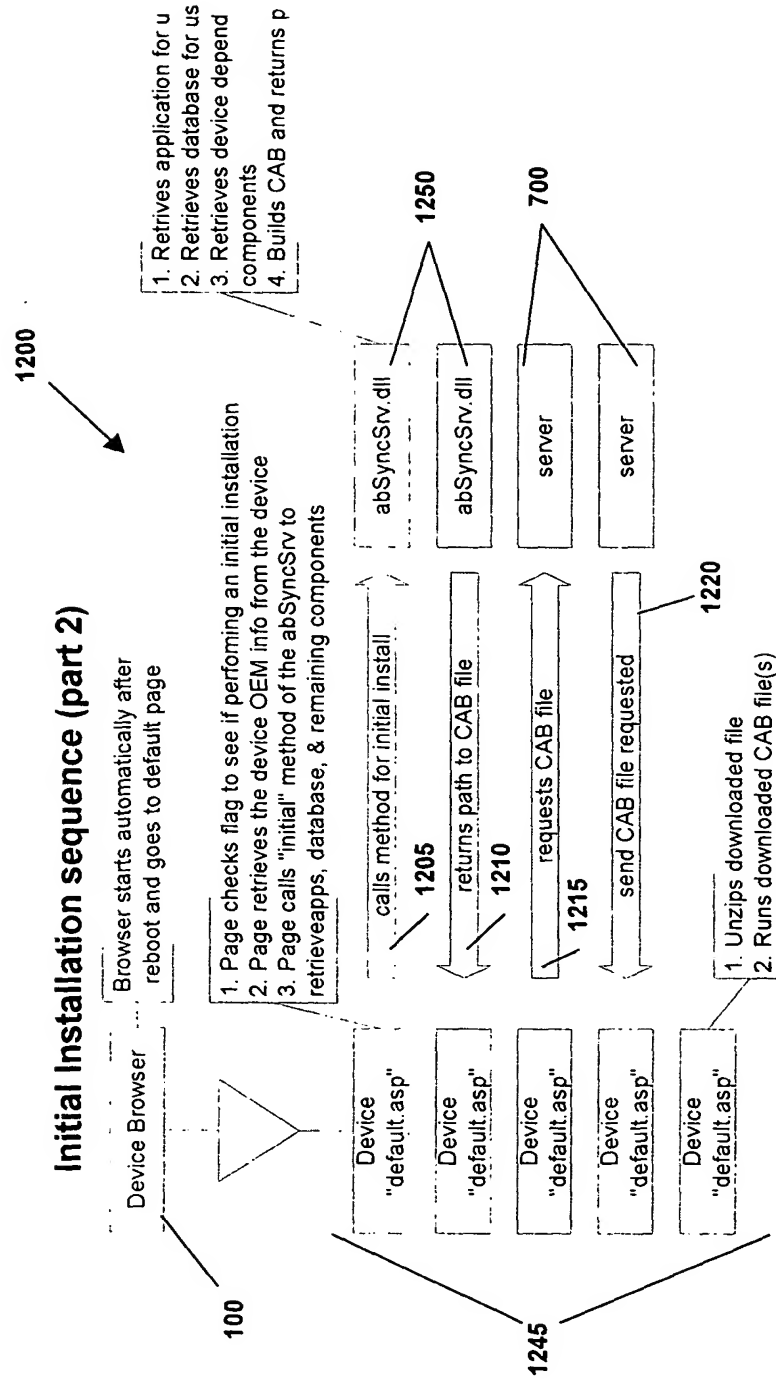 1200
Initial Installation sequence (part 2)
Device Browser
Browser starts automatically after
reboot and goes to default page
100
1. Page checks flag to see if perfoming an initial installation
2. Page retrieves the device OEM info from the device
3. Page calls "initial" method of the abSyncSrv to
retrieveapps, database, & remaining components
1. Retrives application for u
2. Retrieves database for us
3. Retrieve device depend
components
4. Builds CAB and returns p
Device
"default.asp"
calls method for initial install
1205
abSyncSrv.dll
1250
Device
"default.asp"
returns path to CAB file
1210
abSyncSrv.dll
Device
"default.asp"
requests CAB file
1215
server
700
Device
"default.asp"
send CAB file requested
1220
server
Device
"default.asp"
1245
1. Unzips downloaded file
2. Runs downloaded CAB file(s)